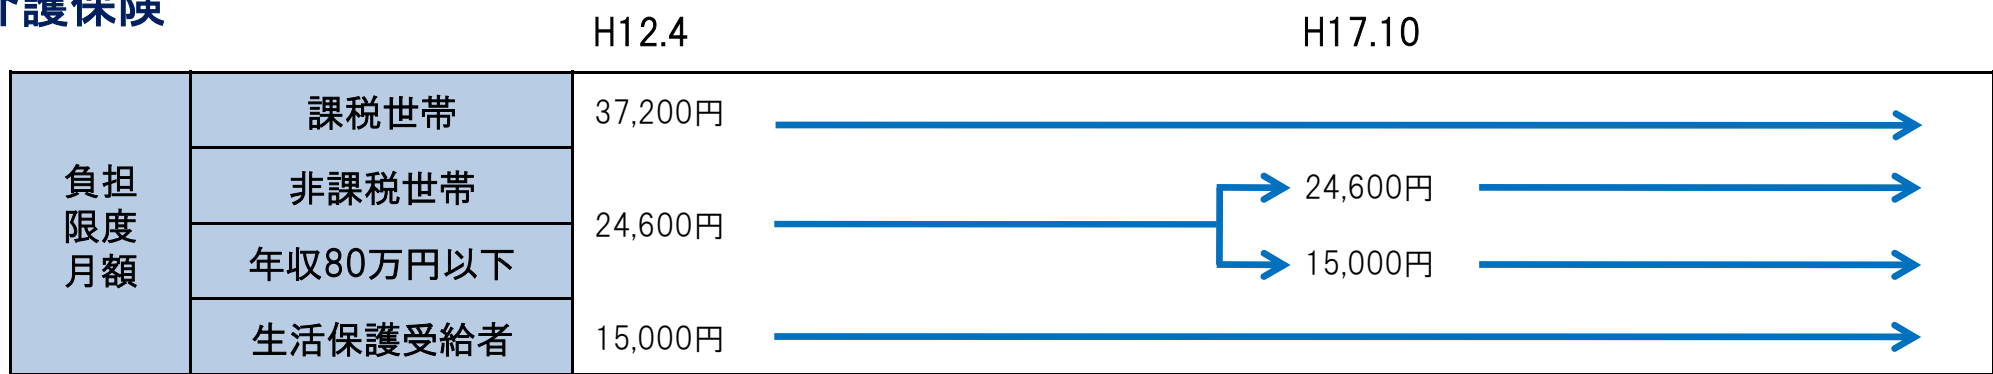 介護保険
H12.4 H17.10
課税世帯 37,200円
負担
限度
月額
非課税世帯 24,600円
24,600円
年収80万円以下 15,000円
生活保護受給者 15,000円